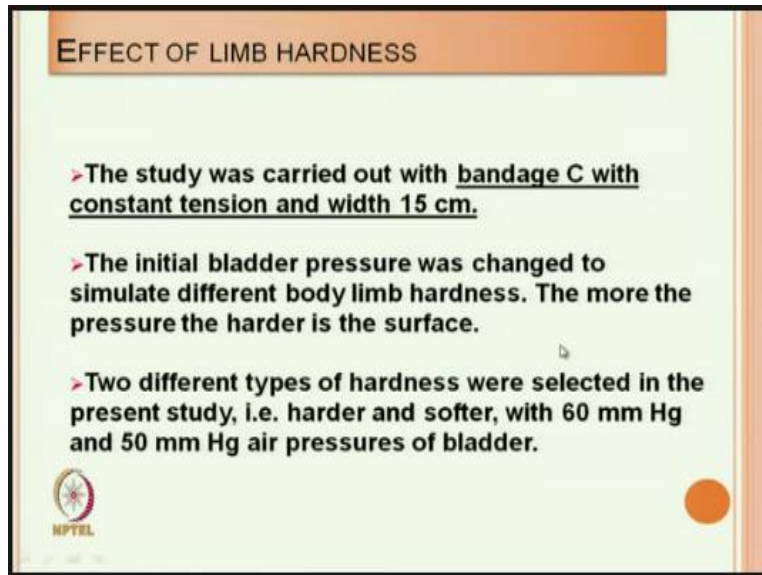 EFFECT OF LIMB HARDNESS
➢The study was carried out with bandage C with
constant tension and width 15 cm.
➢The initial bladder pressure was changed to
simulate different body limb hardness. The more the
pressure the harder is the surface.
➢Two different types of hardness were selected in the
present study, i.e. harder and softer, with 60 mm Hg
and 50 mm Hg air pressures of bladder.
NPTEL